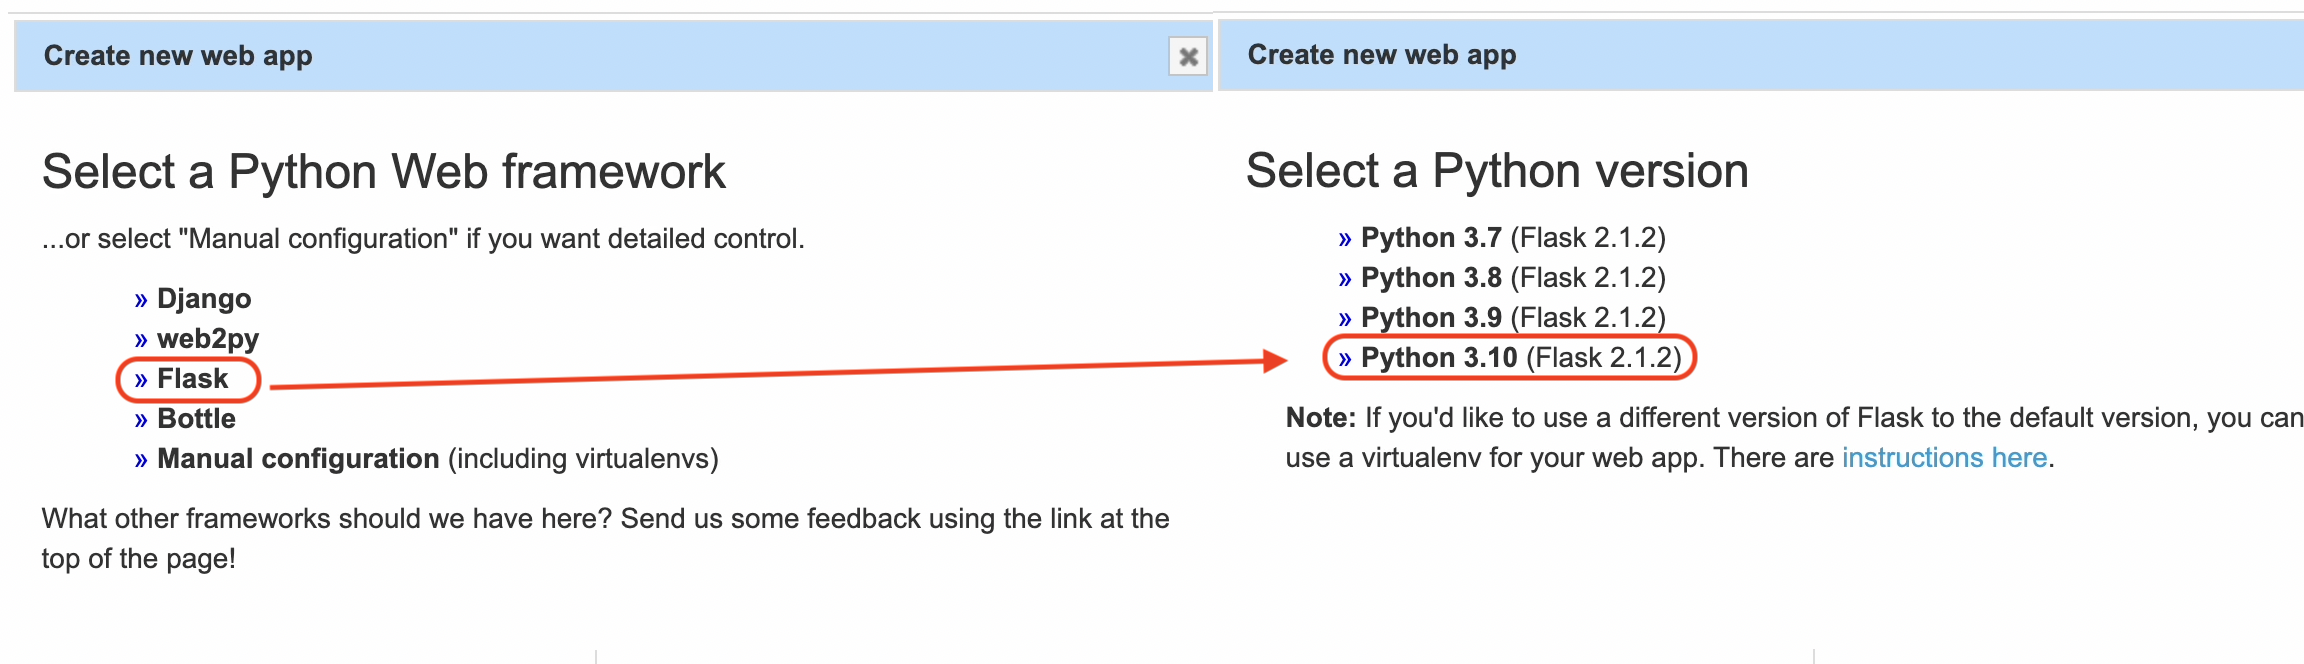 Create new web app
Select a Python Web framework
...or select "Manual configuration" if you want detailed control.
» Django
» web2py
» Flask
» Bottle
» Manual configuration (including virtualenvs)
What other frameworks should we have here? Send us some feedback using the link at the
top of the page!
Create new web app
Select a Python version
» Python 3.7 (Flask 2.1.2)
» Python 3.8 (Flask 2.1.2)
» Python 3.9 (Flask 2.1.2)
» Python 3.10 (Flask 2.1.2)
Note: If you'd like to use a different version of Flask to the default version, you can
use a virtualenv for your web app. There are instructions here.